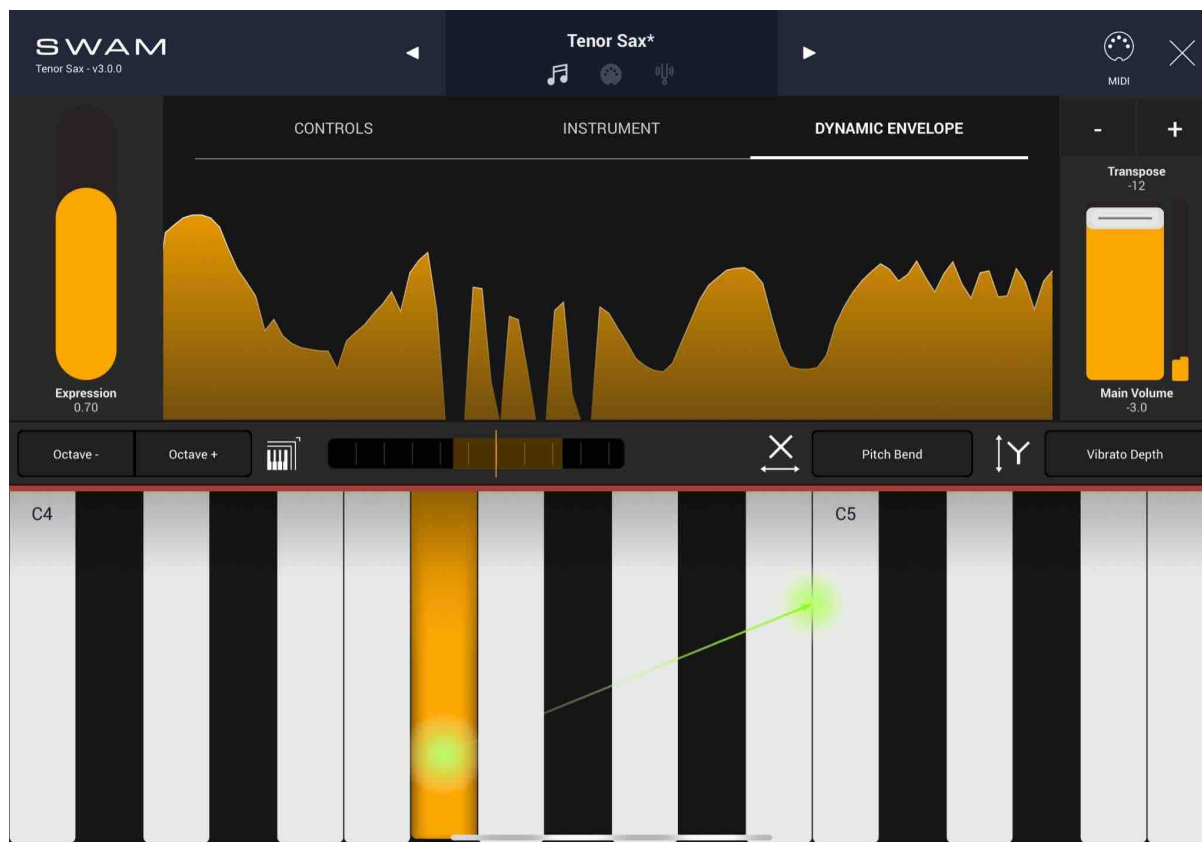 SWAM
Tenor Sax - v3.0.0
Tenor Sax*
MIDI
CONTROLS
INSTRUMENT
DYNAMIC ENVELOPE
- +
Transpose
-12
Expression
0.70
Main Volume
-3.0
Octave -
Octave +
X
Pitch Bend
Y
Vibrato Depth
C4
C5